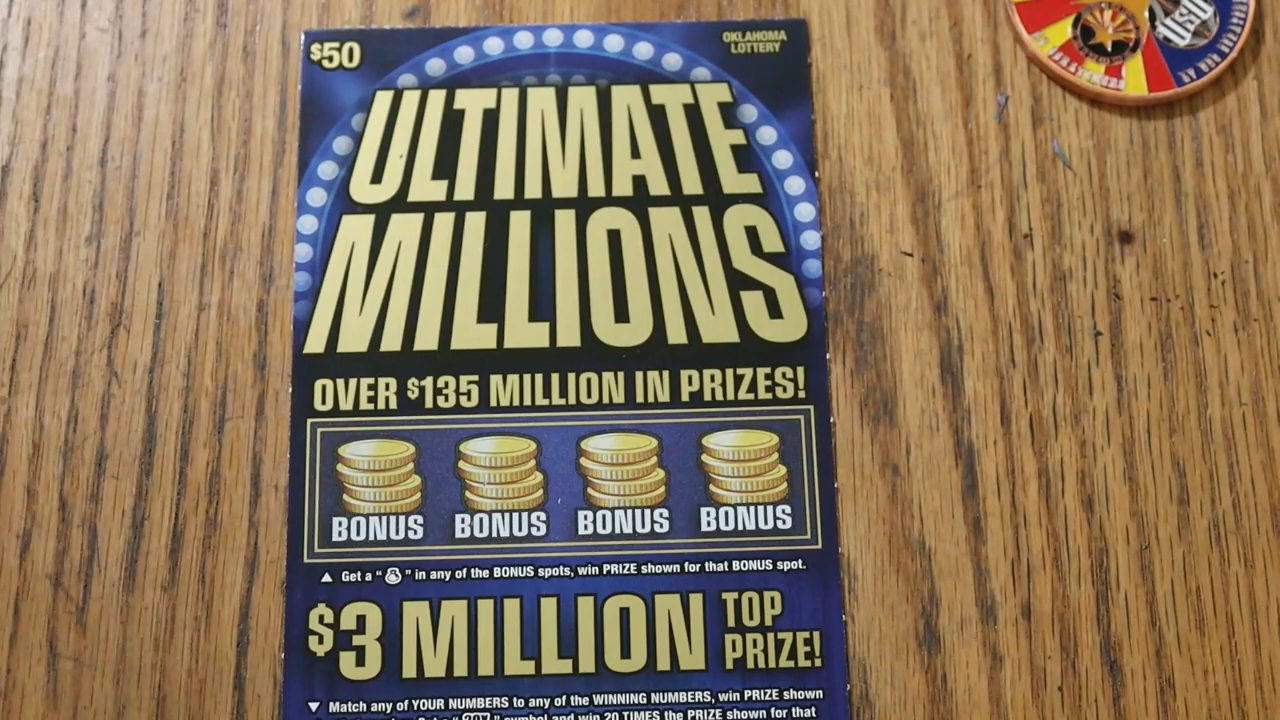 $50
OKLAHOMA
LOTTERY
ULTIMATE
MILLIONS
OVER $135 MILLION IN PRIZES!
BONUS BONUS BONUS BONUS
▲ Get a " " in any of the BONUS spots, win PRIZE shown for that BONUS spot.
$3 MILLION TOP PRIZE!
▼ Match any of YOUR NUMBERS to any of the WINNING NUMBERS, win PRIZE shown
" symbol and win 20 TIMES the PRIZE shown for that
USA